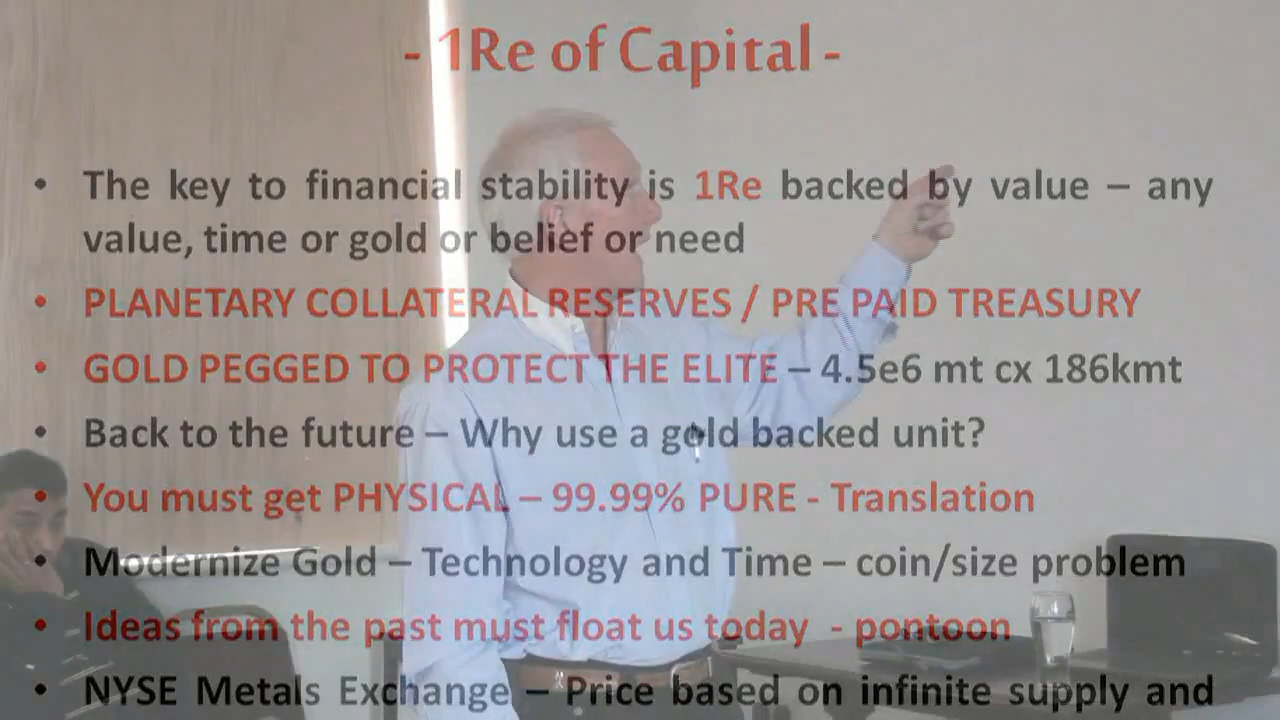 - 1Re of Capital -
• The key to financial stability is 1Re backed by value – any
value, time or gold or belief or need
• PLANETARY COLLATERAL RESERVES / PRE PAID TREASURY
• GOLD PEGGED TO PROTECT THE ELITE – 4.5e6 mt cx 186kmt
• Back to the future – Why use a gold backed unit?
• You must get PHYSICAL – 99.99% PURE - Translation
• Modernize Gold – Technology and Time – coin/size problem
• Ideas from the past must float us today - pontoon
• NYSE Metals Exchange – Price based on infinite supply and